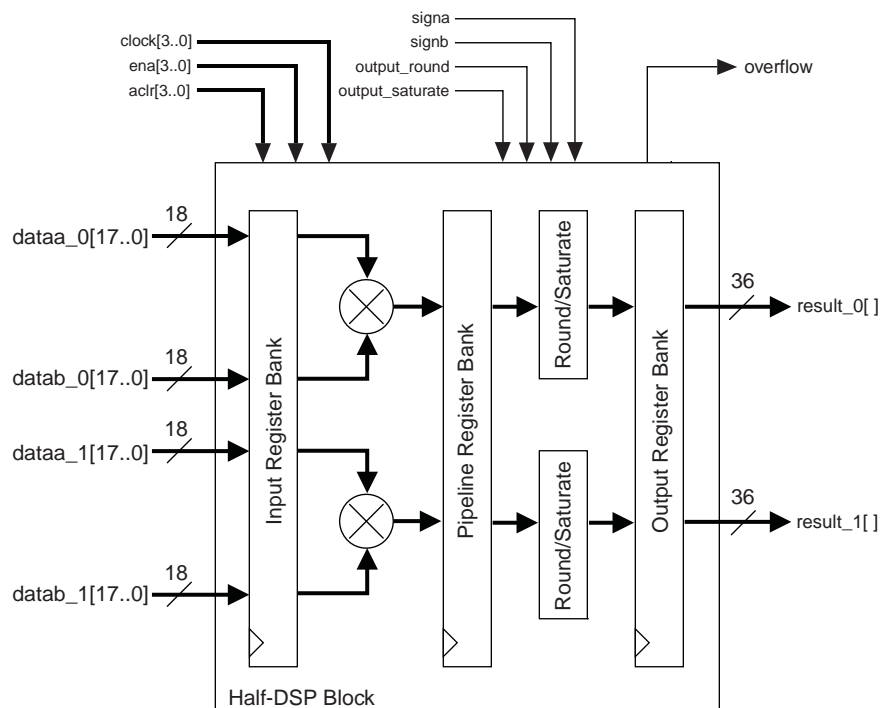 signa
clock[3..0]
signb
ena[3..0]
output_round
overflow
aclr[3..0]
output_saturate
18
dataa_0[17..0]
Input Register Bank
Pipeline Register Bank
Round/Saturate
Output Register Bank
36
result_0[ ]
18
datab_0[17..0]
18
dataa_1[17..0]
Round/Saturate
36
result_1[ ]
18
datab_1[17..0]
Half-DSP Block